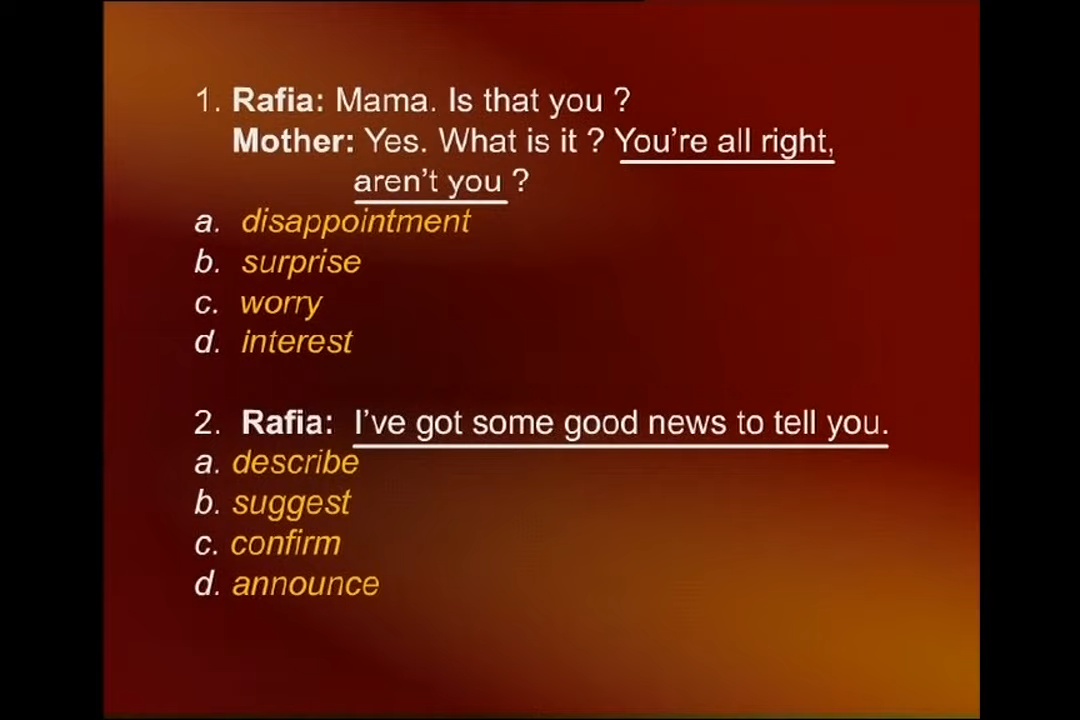 1. Rafia: Mama. Is that you ?
Mother: Yes. What is it ? You're all right,
aren't you ?
a. disappointment
b. surprise
c. worry
d. interest
2. Rafia: I've got some good news to tell you.
a. describe
b. suggest
c. confirm
d. announce